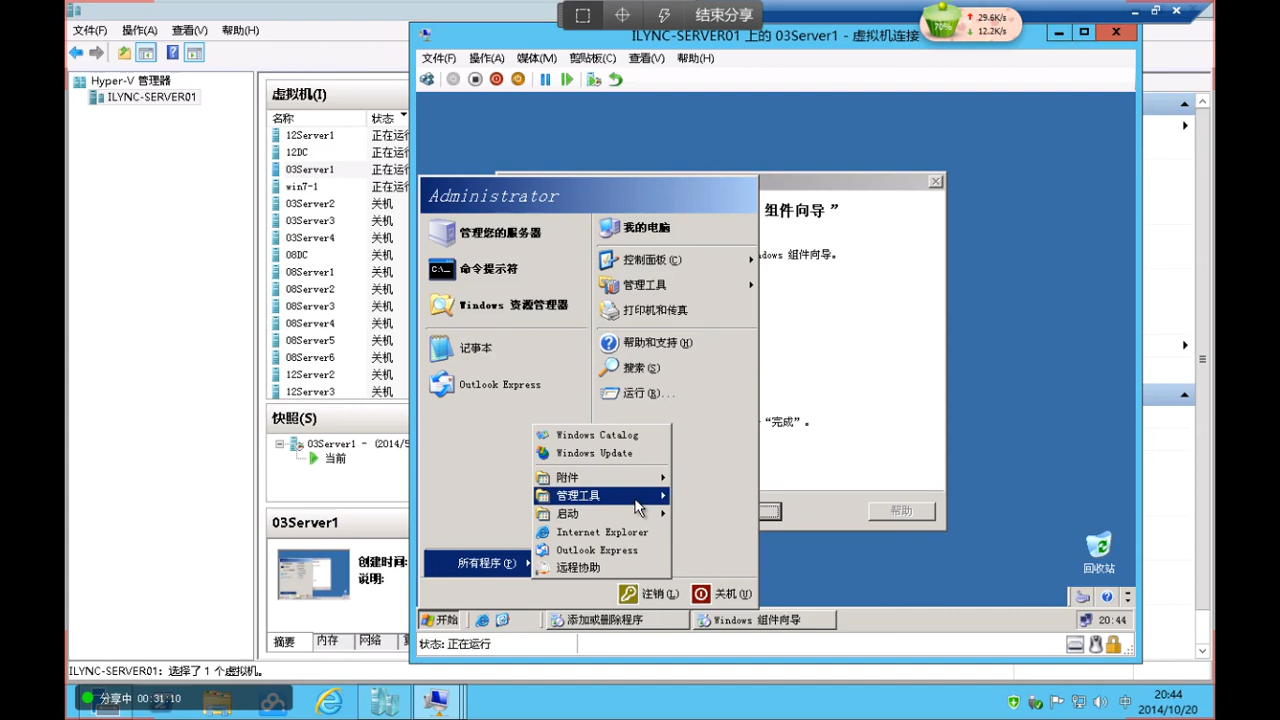 结束分享
70%
29.6K/s
12.2K/s
文件(F) 操作(A) 查看(V) 帮助(H)
ILYNC-SERVER01 上的 03Server1 - 虚拟机连接
文件(F) 操作(A) 媒体(M) 剪贴板(C) 查看(V) 帮助(H)
Hyper-V 管理器
ILYNC-SERVER01
虚拟机(I)
名称 状态
12Server1 正在运行
12DC 正在运行
03Server1 正在运行
win7-1 正在运行
03Server2 关机
03Server3 关机
03Server4 关机
08DC 关机
08Server1 关机
08Server2 关机
08Server3 关机
08Server4 关机
08Server5 关机
08Server6 关机
12Server2 关机
12Server3 关机
快照(S)
03Server1 - (2014/5
当前
03Server1
创建时间:
说明:
摘要 内存 网络
ILYNC-SERVER01: 选择了 1 个虚拟机。
Administrator
管理您的服务器
命令提示符
Windows 资源管理器
记事本
Outlook Express
所有程序(P)
我的电脑
控制面板(C)
管理工具
打印机和传真
帮助和支持(H)
搜索(S)
运行(R)...
Windows Catalog
Windows Update
附件
管理工具
启动
Internet Explorer
Outlook Express
远程协助
注销(L) 关机(U)
组件向导 ”
indows 组件向导。
“完成”。
帮助
回收站
开始 添加或删除程序 Windows 组件向导 20:44
状态: 正在运行
分享中 00:31:10
中
20:44
2014/10/20